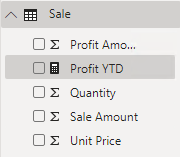 Sale
Profit Amo...
Profit YTD
Quantity
Sale Amount
Unit Price